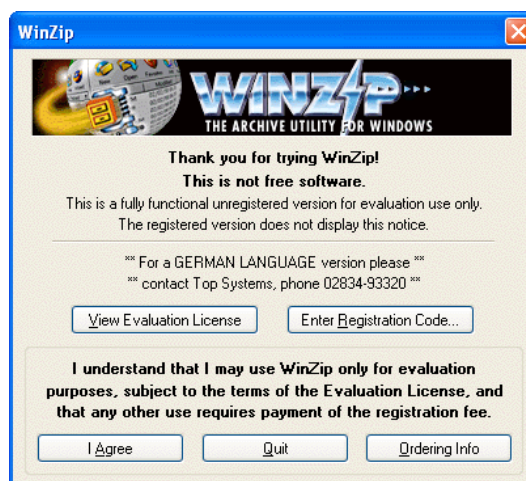 WinZip
WINZIP
THE ARCHIVE UTILITY FOR WINDOWS
Thank you for trying WinZip!
This is not free software.
This is a fully functional unregistered version for evaluation use only.
The registered version does not display this notice.
** For a GERMAN LANGUAGE version please **
** contact Top Systems, phone 02834-93320 **
View Evaluation License
Enter Registration Code...
I understand that I may use WinZip only for evaluation
purposes, subject to the terms of the Evaluation License, and
that any other use requires payment of the registration fee.
I Agree
Quit
Ordering Info